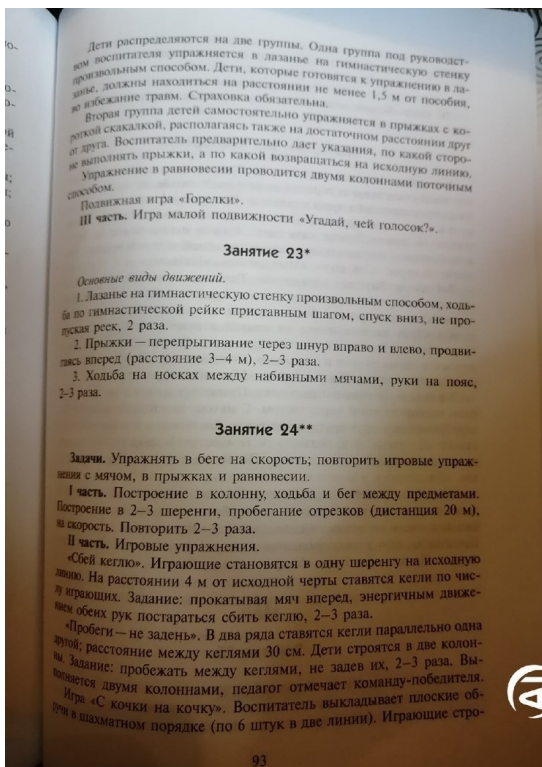 Дети распределяются на две группы. Одна группа под руководст-
вом воспитателя упражняется в лазанье на гимнастическую стенку
произвольным способом. Дети, которые готовятся к упражнению в ла-
занье, должны находиться на расстоянии не менее 1,5 м от пособия,
во избежание травм. Страховка обязательна.
Вторая группа детей самостоятельно упражняется в прыжках с ко-
роткой скакалкой, располагаясь также на достаточном расстоянии друг
от друга. Воспитатель предварительно дает указания, по какой сторо-
не выполнять прыжки, а по какой возвращаться на исходную линию.
Упражнение в равновесии проводится двумя колоннами поточным
способом.
Подвижная игра «Горелки».
III часть. Игра малой подвижности «Угадай, чей голосок?».
Занятие 23*
Основные виды движений.
1. Лазанье на гимнастическую стенку произвольным способом, ходь-
ба по гимнастической рейке приставным шагом, спуск вниз, не про-
пуская реек, 2 раза.
2. Прыжки — перепрыгивание через шнур вправо и влево, продви-
гаясь вперед (расстояние 3–4 м), 2–3 раза.
3. Ходьба на носках между набивными мячами, руки на пояс,
2–3 раза.
Занятие 24**
Задачи. Упражнять в беге на скорость; повторить игровые упраж-
нения с мячом, в прыжках и равновесии.
I часть. Построение в колонну, ходьба и бег между предметами.
Построение в 2–3 шеренги, пробегание отрезков (дистанция 20 м),
на скорость. Повторить 2–3 раза.
II часть. Игровые упражнения.
«Сбей кеглю». Играющие становятся в одну шеренгу на исходную
линию. На расстоянии 4 м от исходной черты ставятся кегли по чис-
лу играющих. Задание: прокатывая мяч вперед, энергичным движе-
нием обеих рук постараться сбить кеглю, 2–3 раза.
«Пробеги — не задень». В два ряда ставятся кегли параллельно одна
другой; расстояние между кеглями 30 см. Дети строятся в две колон-
ны. Задание: пробежать между кеглями, не задев их, 2–3 раза. Вы-
полняется двумя колоннами, педагог отмечает команду-победителя.
Игра «С кочки на кочку». Воспитатель выкладывает плоские об-
ручи в шахматном порядке (по 6 штук в две линии). Играющие стро-
93